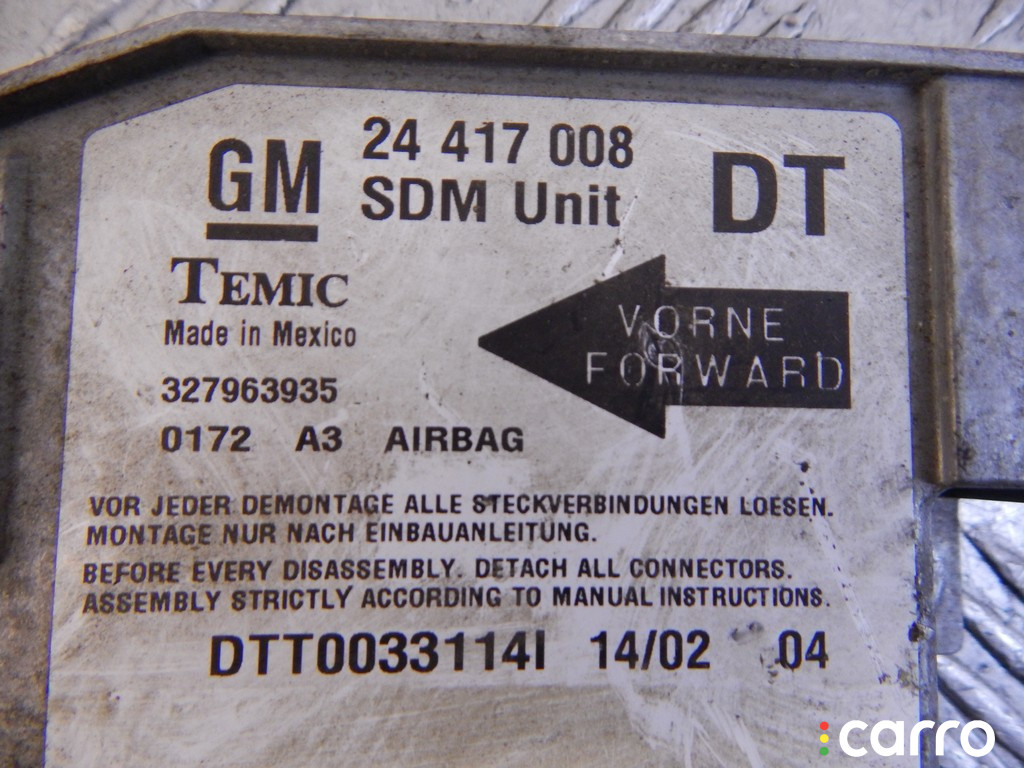 GM 24 417 008 DT
SDM Unit
TEMIC
Made in Mexico
VORNE
FORWARD
327963935
0172 A3 AIRBAG
VOR JEDER DEMONTAGE ALLE STECKVERBINDUNGEN LOESEN.
MONTAGE NUR NACH EINBAUANLEITUNG.
BEFORE EVERY DISASSEMBLY. DETACH ALL CONNECTORS.
ASSEMBLY STRICTLY ACCORDING TO MANUAL INSTRUCTIONS.
DTT0033114I 14/02 04
carro